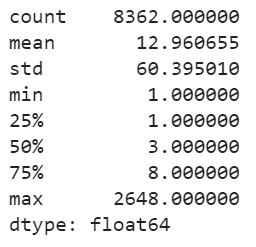 count    8362.000000
mean       12.960655
std        60.395010
min         1.000000
25%         1.000000
50%         3.000000
75%         8.000000
max      2648.000000
dtype: float64